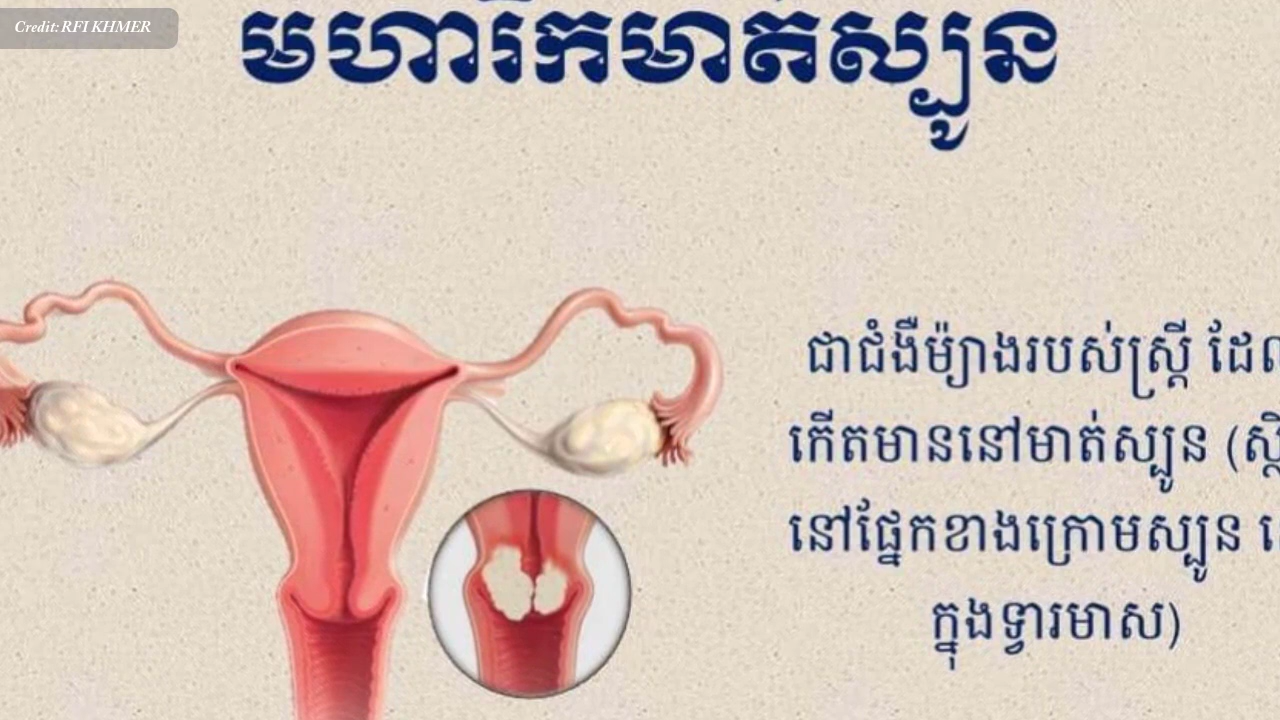 Credit: RFI KHMER
មហារីកមាត់ស្បូន
ជាជំងឺម៉្យាងរបស់ស្ត្រី
កើតមាននៅមាត់ស្បូន
នៅផ្នែកខាងក្រោមស្បូន
ក្នុងទ្វារមាស)